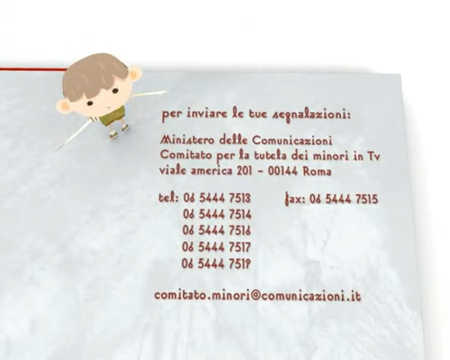 per inviare le tue segnalazioni:
Ministero delle Comunicazioni
Comitato per la tutela dei minori in Tv
viale america 201 - 00144 Roma
tel: 06 5444 7513 fax: 06 5444 7515
06 5444 7514
06 5444 7516
06 5444 7517
06 5444 7519
comitato.minori@comunicazioni.it